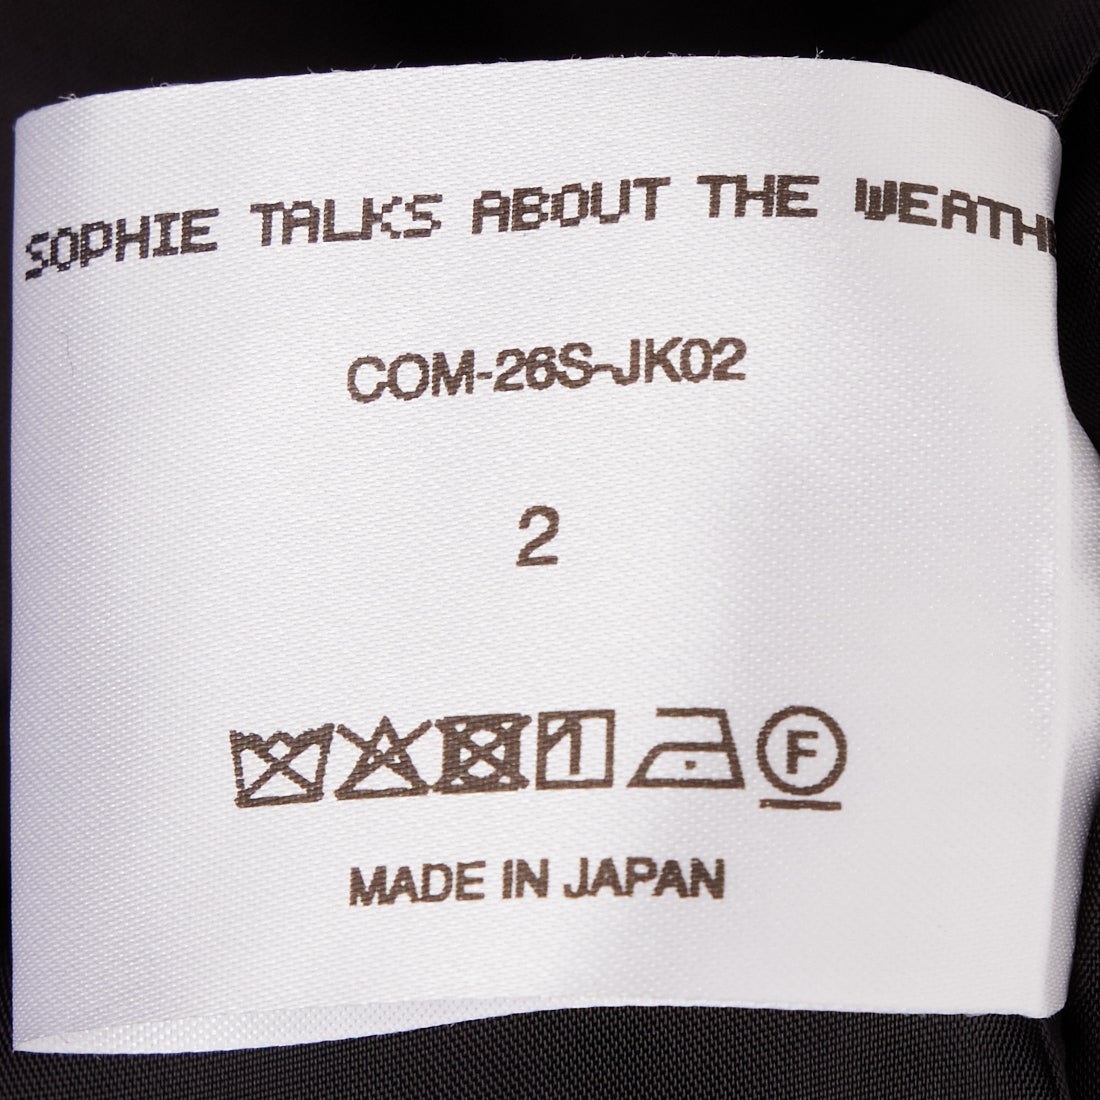 SOPHIE TALKS ABOUT THE WEATH
COM-26S-JK02
2
F
MADE IN JAPAN